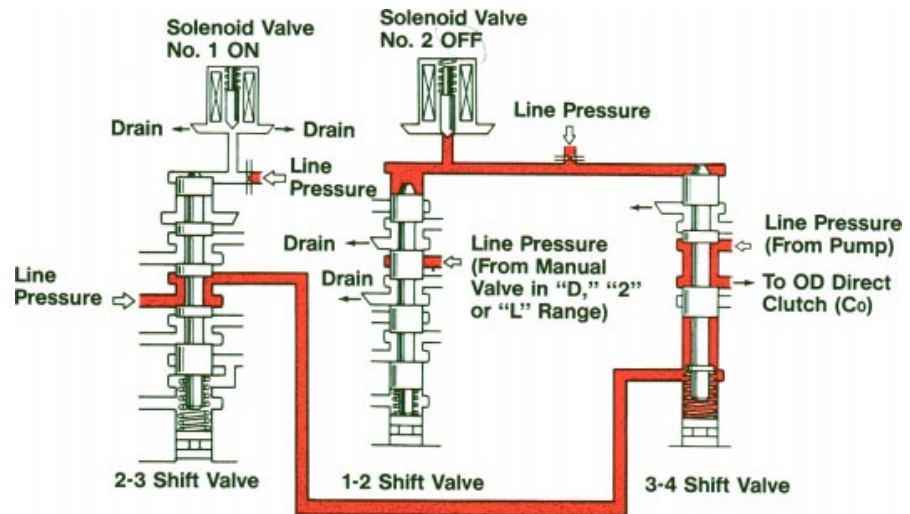 Solenoid Valve
No. 1 ON
Solenoid Valve
No. 2 OFF
Drain
Drain
Line Pressure
Line
Pressure
Line
Pressure
Drain
Drain
Line Pressure
(From Manual
Valve in “D,” “2”
or “L” Range)
Line Pressure
(From Pump)
To OD Direct
Clutch (C₀)
2-3 Shift Valve
1-2 Shift Valve
3-4 Shift Valve